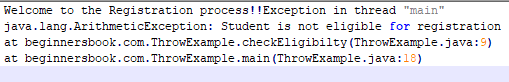 Welcome to the Registration process!!Exception in thread "main"
java.lang.ArithmeticException: Student is not eligible for registration
at beginnersbook.com.ThrowExample.checkEligibilty(ThrowExample.java:9)
at beginnersbook.com.ThrowExample.main(ThrowExample.java:18)